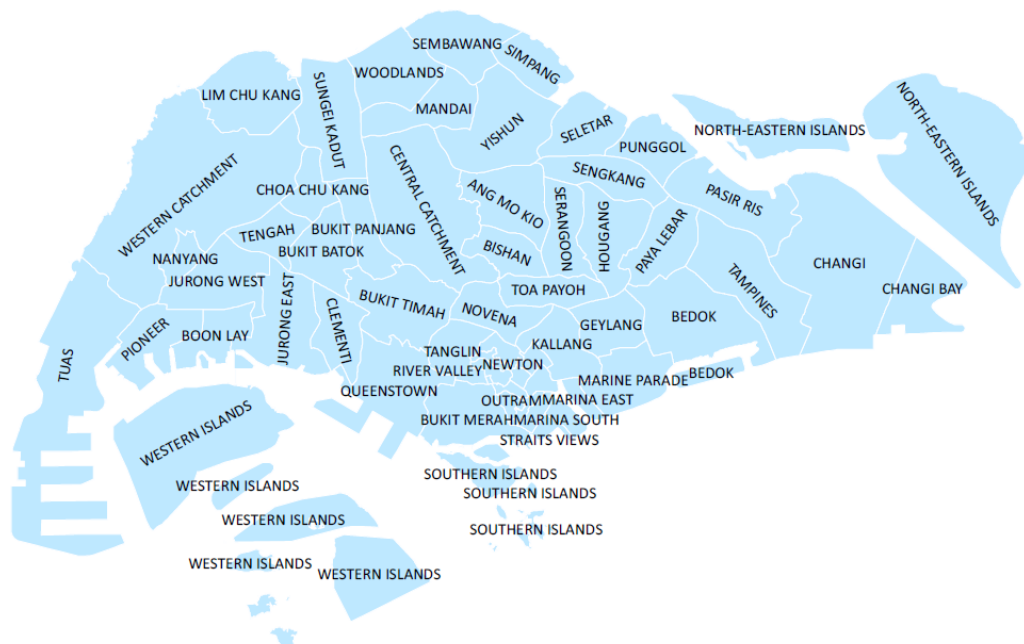 SEMBAWANG
SIMPANG
WOODLANDS
LIM CHU KANG
SUNGEI KADUT
MANDAI
YISHUN
SELETAR
NORTH-EASTERN ISLANDS
NORTH-EASTERN ISLANDS
PUNGGOL
SENGKANG
WESTERN CATCHMENT
CHOA CHU KANG
CENTRAL CATCHMENT
ANG MO KIO
SERANGOON
HOUGANG
PASIR RIS
PAYA LEBAR
TENGAH
BUKIT PANJANG
BUKIT BATOK
BISHAN
NANYANG
JURONG WEST
CHANGI
TAMPINES
CHANGI BAY
TOA PAYOH
BUKIT TIMAH
NOVENA
JURONG EAST
CLEMENTI
GEYLANG
BEDOK
PIONEER
BOON LAY
KALLANG
TUAS
TANGLIN
NEWTON
RIVER VALLEY
BEDOK
MARINE PARADE
QUEENSTOWN
OUTRAM
MARINA EAST
BUKIT MERAH
MARINA SOUTH
STRAITS VIEWS
WESTERN ISLANDS
SOUTHERN ISLANDS
WESTERN ISLANDS
SOUTHERN ISLANDS
WESTERN ISLANDS
SOUTHERN ISLANDS
WESTERN ISLANDS
WESTERN ISLANDS